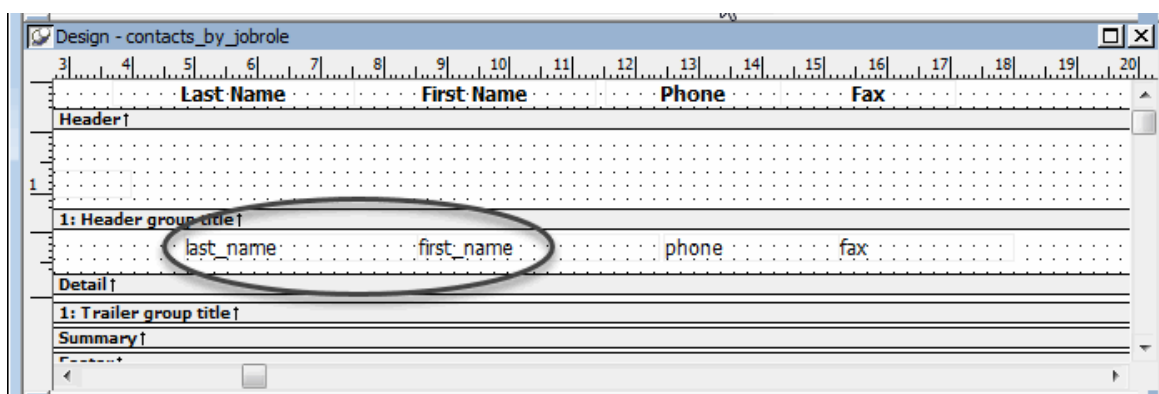 Design - contacts_by_jobrole
3 4 5 6 7 8 9 10 11 12 13 14 15 16 17 18 19 20
Last Name First Name Phone Fax
Header↑
1
1: Header group title↑
last_name first_name phone fax
Detail↑
1: Trailer group title↑
Summary↑